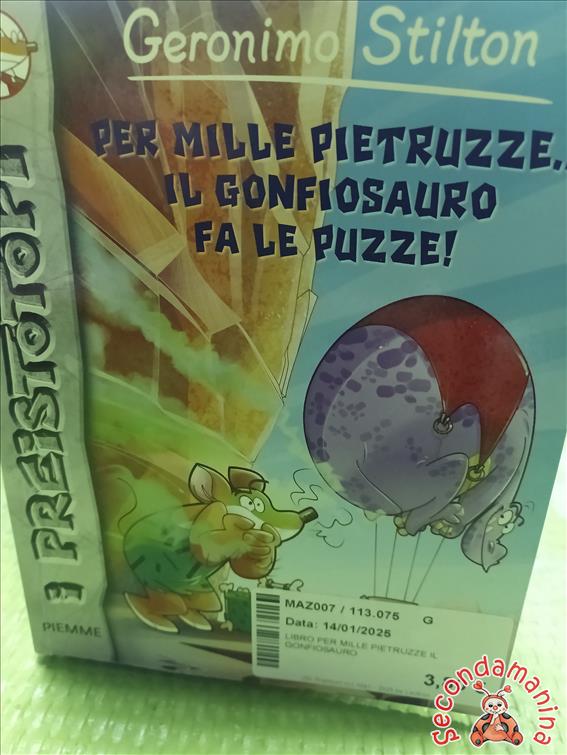 Geronimo Stilton
PER MILLE PIETRUZZE..
IL GONFIOSAURO
FA LE PUZZE!
PREISTOTOPI
PIEMME
MAZ007 / 113.075 G
Data: 14/01/2025
LIBRO PER MILLE PIETRUZZE IL
GONFIOSAURO
3,
Secondamanina